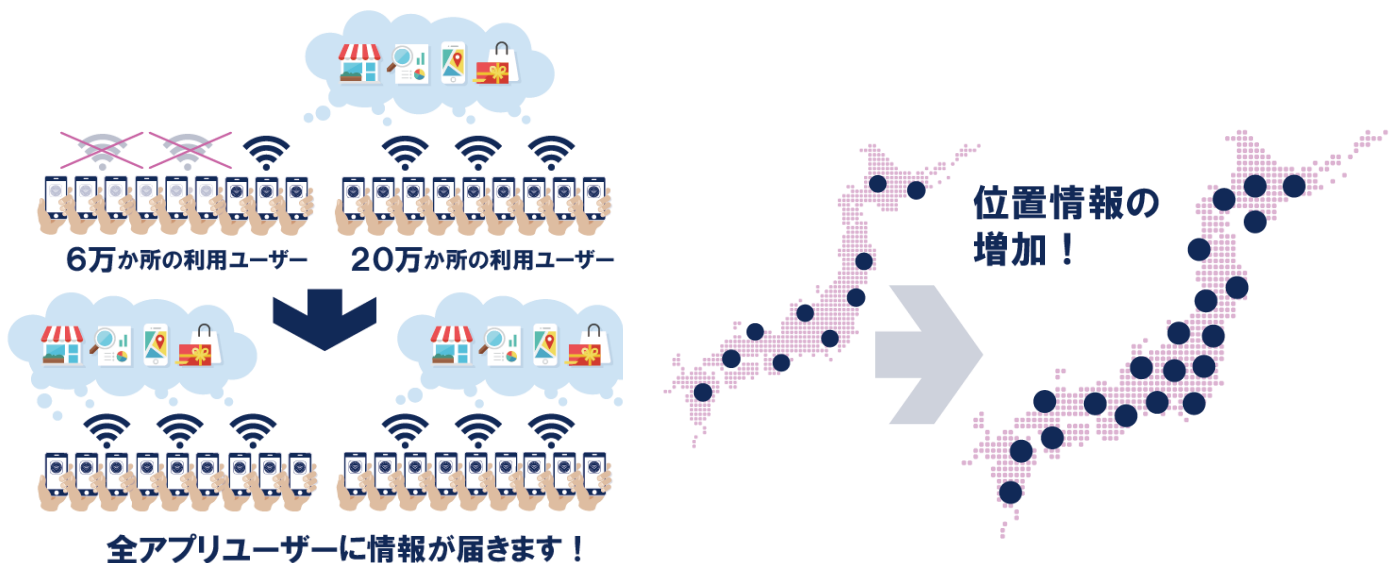 6万か所の利用ユーザー
20万か所の利用ユーザー
全アプリユーザーに情報が届きます！
位置情報の
増加！